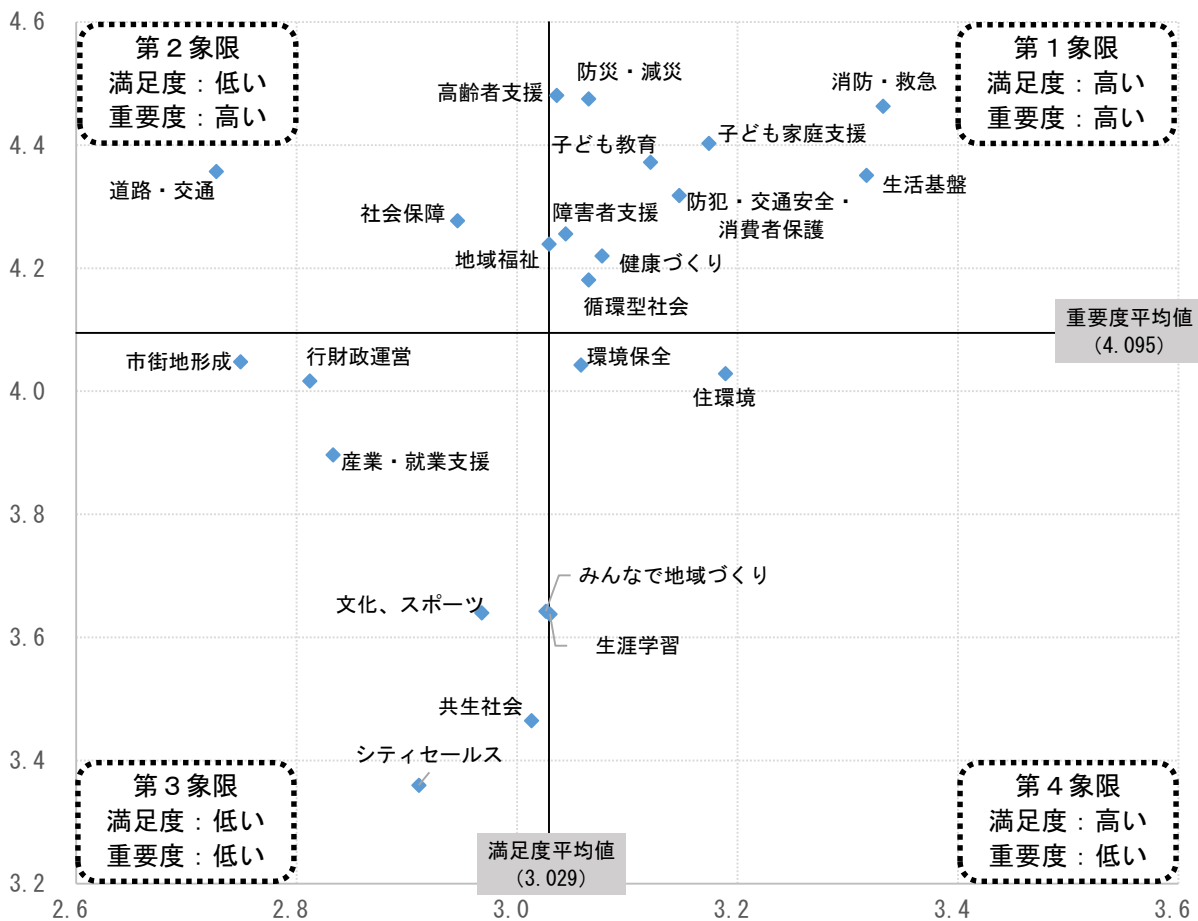 4.6
4.4
4.2
4.0
3.8
3.6
3.4
3.2
第2象限
満足度：低い
重要度：高い
第1象限
満足度：高い
重要度：高い
防災・減災
高齢者支援
消防・救急
子ども教育
子ども家庭支援
道路・交通
生活基盤
社会保障
障害者支援
防犯・交通安全・
消費者保護
地域福祉
健康づくり
循環型社会
重要度平均値
（4.095）
市街地形成
行財政運営
環境保全
住環境
産業・就業支援
みんなで地域づくり
文化、スポーツ
生涯学習
共生社会
シティセールス
第3象限
満足度：低い
重要度：低い
満足度平均値
（3.029）
第4象限
満足度：高い
重要度：低い
2.6
2.8
3.0
3.2
3.4
3.6